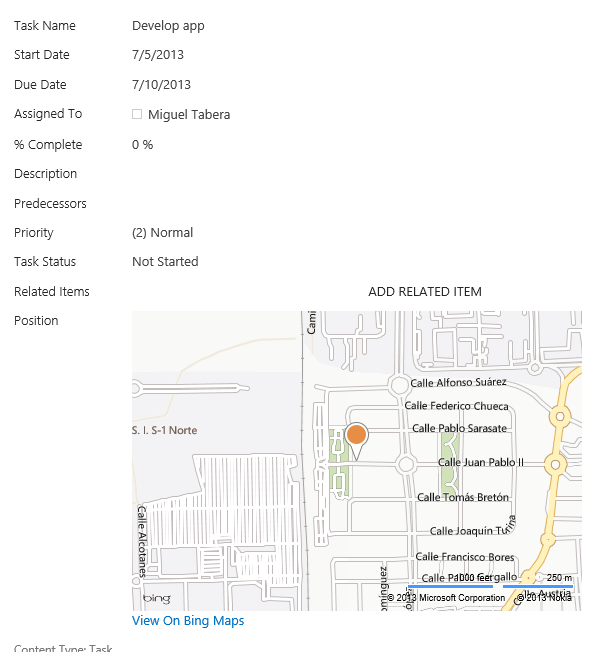 Task Name Develop app
Start Date 7/5/2013
Due Date 7/10/2013
Assigned To Miguel Tabera
% Complete 0 %
Description
Predecessors
Priority (2) Normal
Task Status Not Started
Related Items ADD RELATED ITEM
Position
Cami
Calle Alfonso Suárez
Calle Federico Chueca
Calle Pablo Sarasate
S. I. S-1 Norte
Calle Juan Pablo II
Calle Tomás Bretón
Calle Alcotanes
Calle Joaquín Turina
Calle Francisco Bores
Calle Pa Gargallo
1000 feet 250 m
omínguez
lle Austria
bing
© 2013 Microsoft Corporation © 2013 Nokia
View On Bing Maps
Content Type: Task